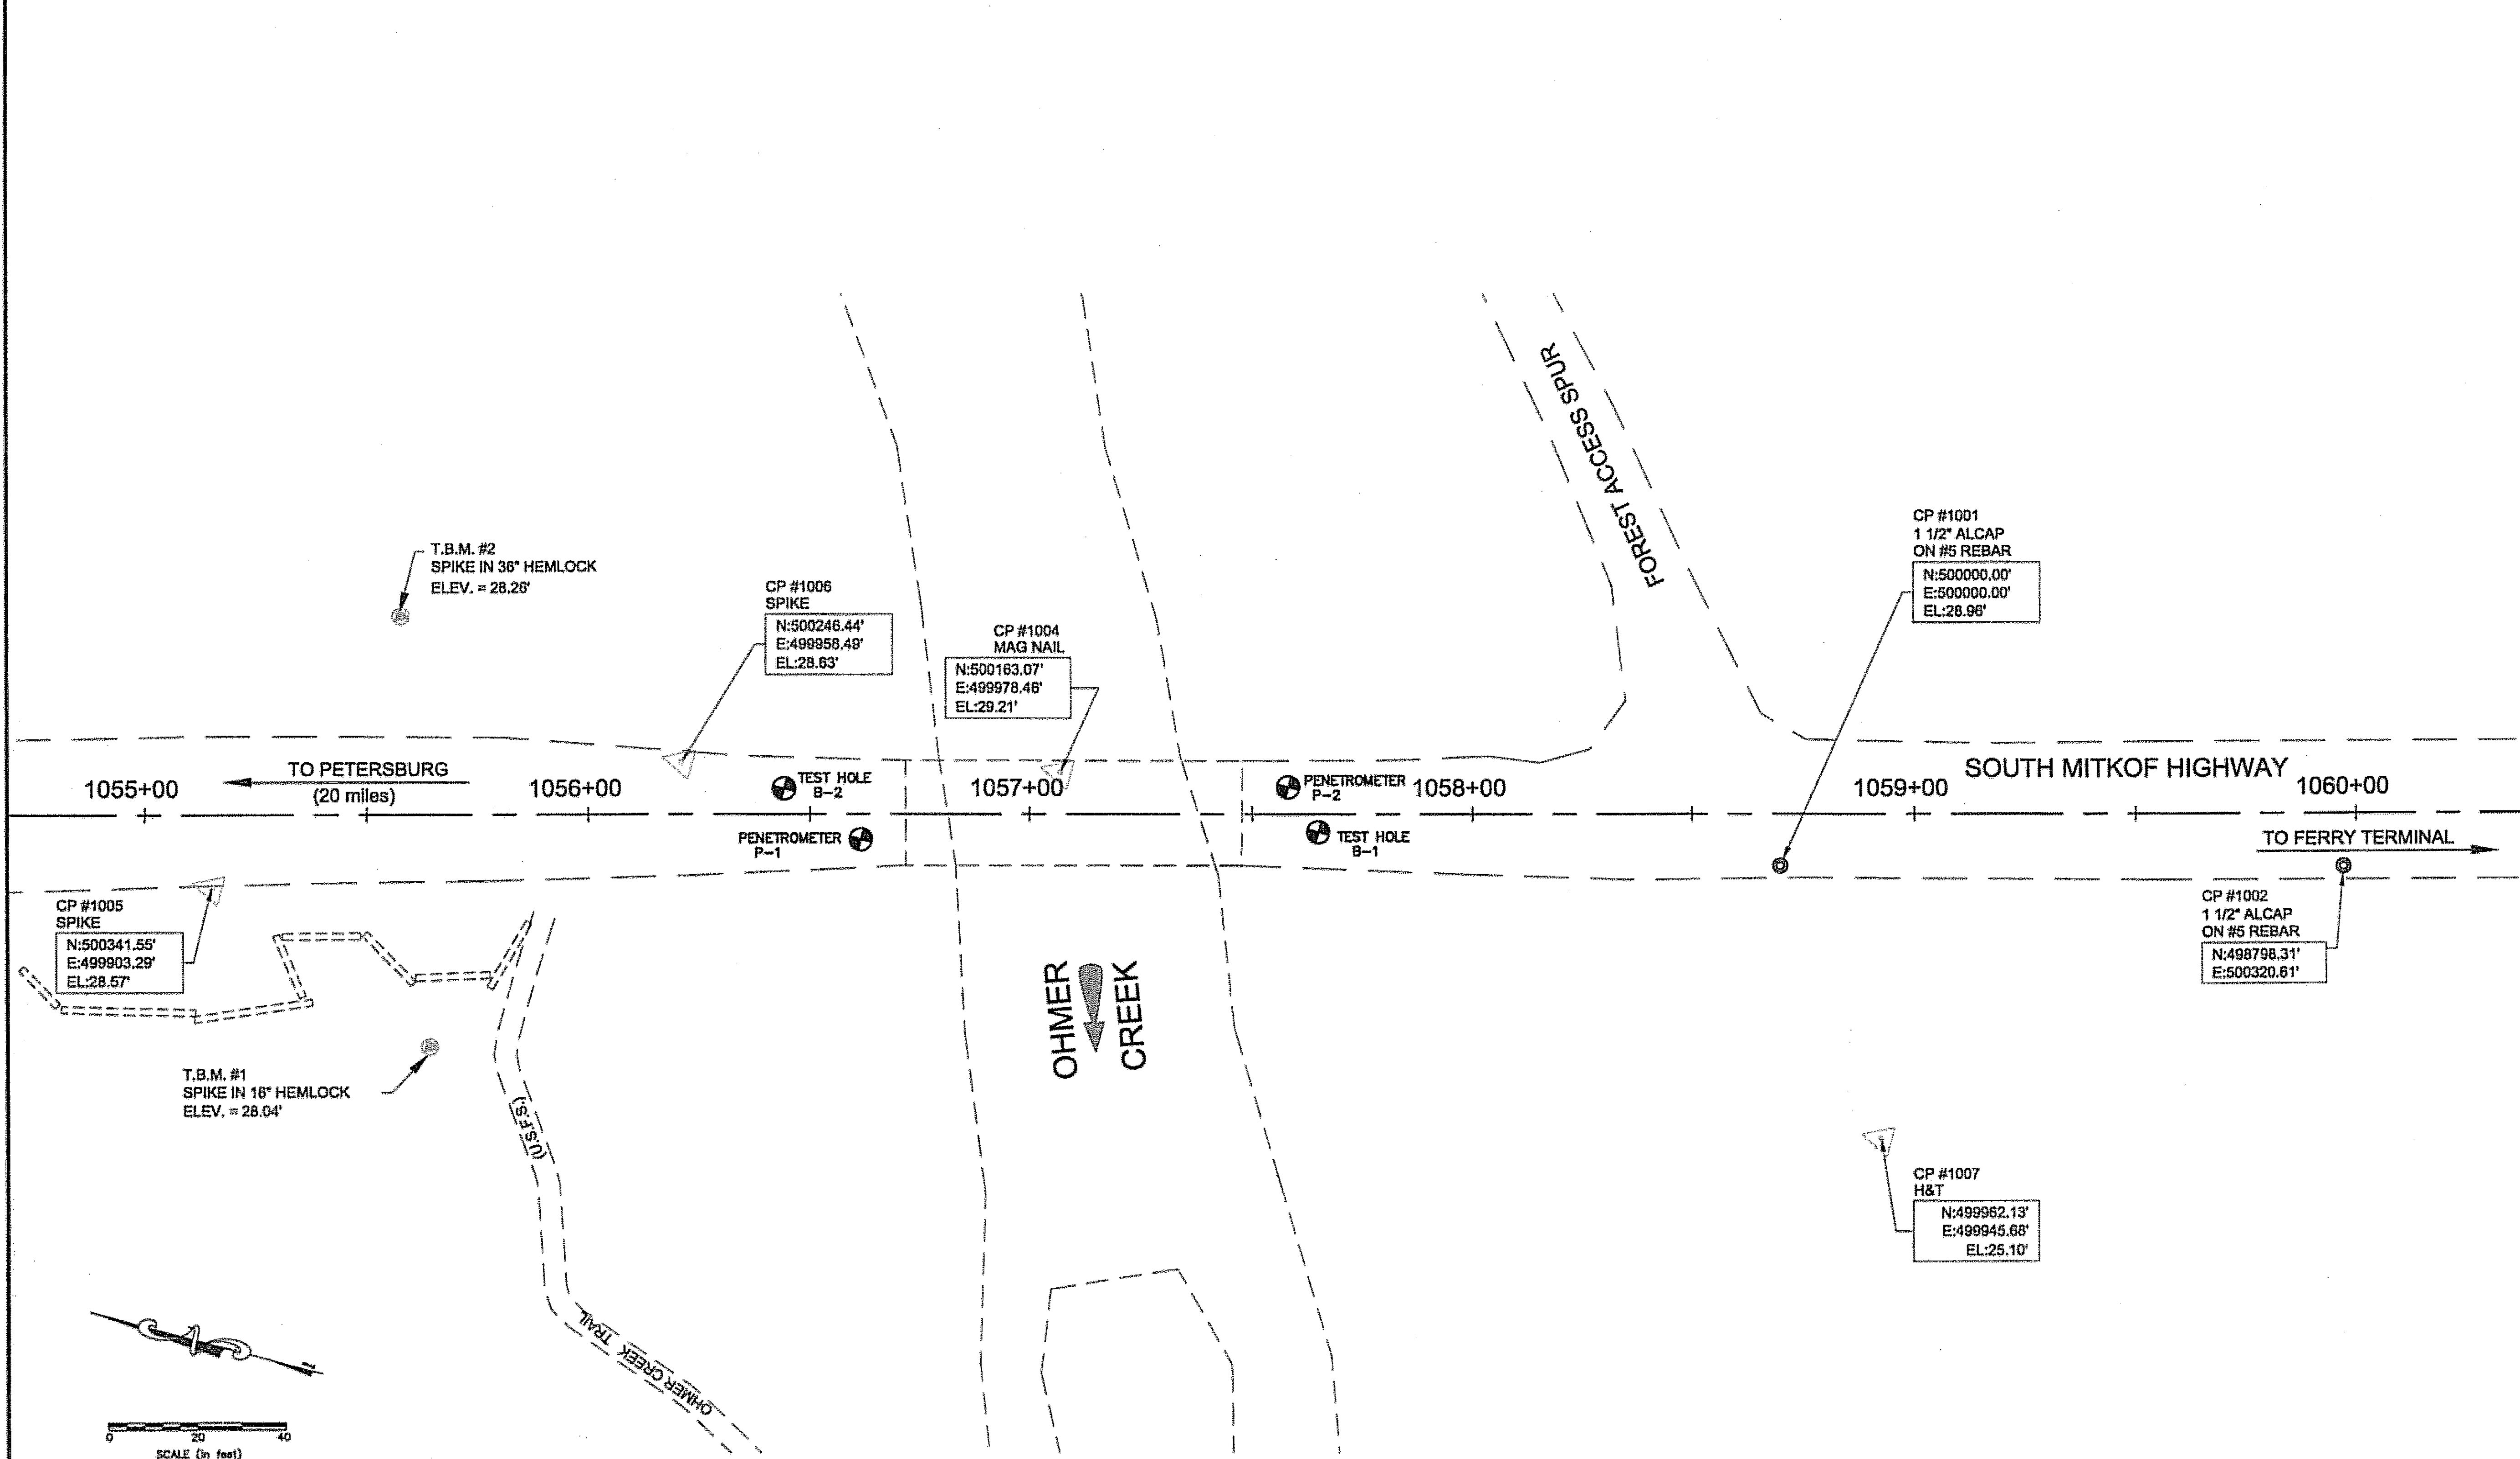 FOREST ACCESS SPUR
CP #1001
1 1/2" ALCAP
ON #5 REBAR
N:500000.00'
E:500000.00'
EL:28.96'
T.B.M. #2
SPIKE IN 36" HEMLOCK
ELEV. = 28.26'
CP #1006
SPIKE
N:500246.44'
E:499958.49'
EL:28.63'
CP #1004
MAG NAIL
N:500163.07'
E:499978.46'
EL:29.21'
1055+00
TO PETERSBURG
(20 miles)
1056+00
TEST HOLE
B-2
1057+00
PENETROMETER
P-2
1058+00
1059+00
SOUTH MITKOF HIGHWAY
1060+00
PENETROMETER
P-1
TEST HOLE
B-1
TO FERRY TERMINAL
CP #1005
SPIKE
N:500341.55'
E:499903.29'
EL:28.57'
CP #1002
1 1/2" ALCAP
ON #5 REBAR
N:498798.31'
E:500320.61'
OHMER
CREEK
T.B.M. #1
SPIKE IN 16" HEMLOCK
ELEV. = 28.04'
(U.S.F.S.)
CP #1007
H&T
N:499962.13'
E:499945.68'
EL:25.10'
OHMER CREEK TRAIL
0 20 40
SCALE (in feet)